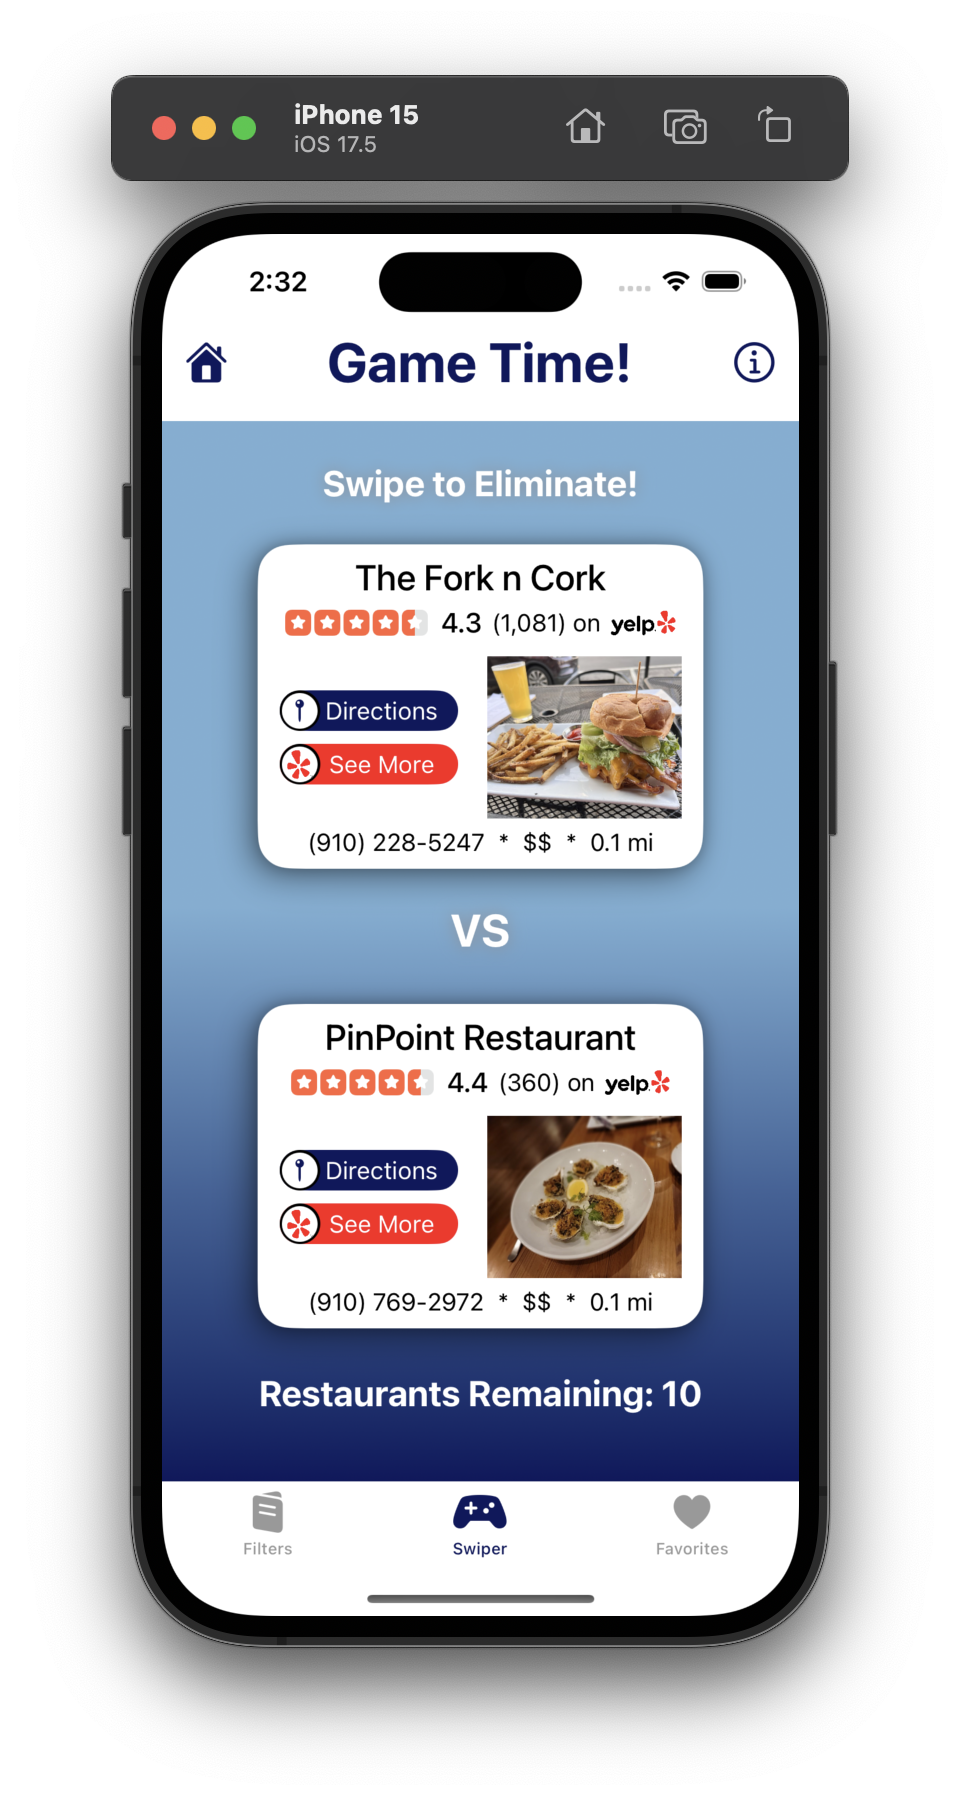 iPhone 15
iOS 17.5
2:32
Game Time!
Swipe to Eliminate!
The Fork n Cork
4.3 (1,081) on yelp
Directions
See More
(910) 228-5247 * $$ * 0.1 mi
VS
PinPoint Restaurant
4.4 (360) on yelp
Directions
See More
(910) 769-2972 * $$ * 0.1 mi
Restaurants Remaining: 10
Filters
Swiper
Favorites